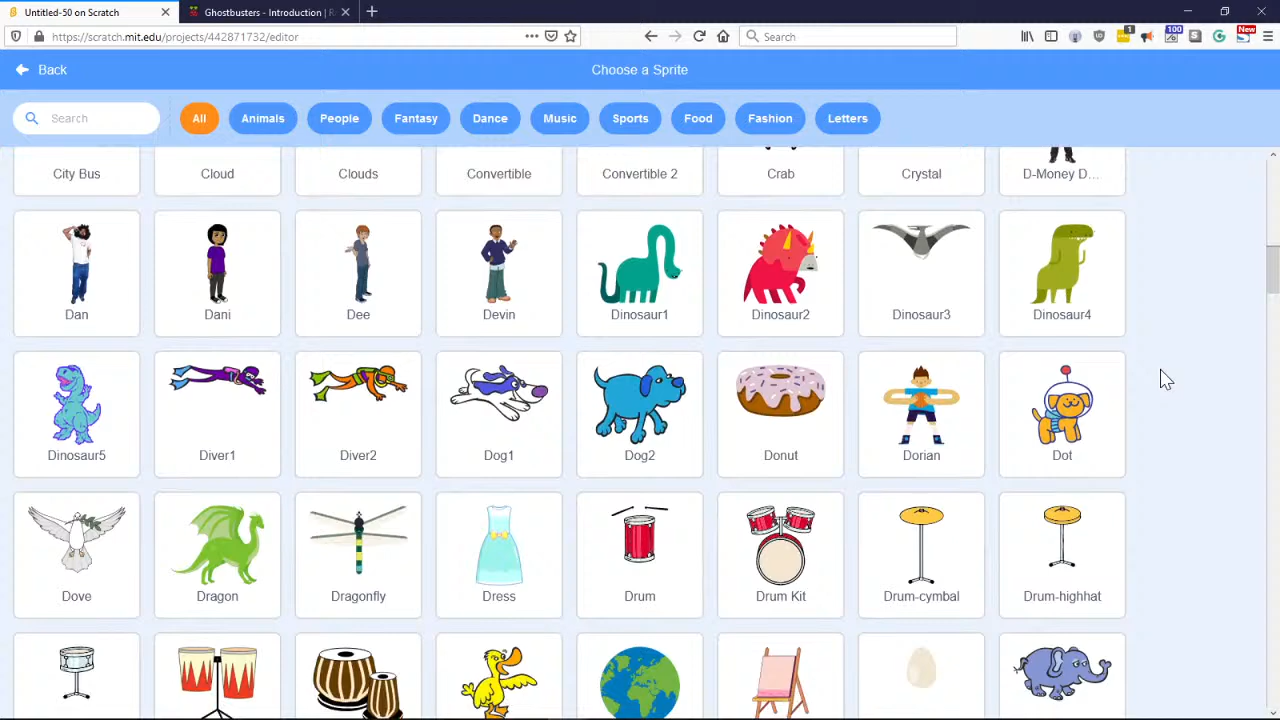 Untitled-50 on Scratch
Ghostbusters - Introduction | R
https://scratch.mit.edu/projects/442871732/editor
Search
1
100
New
Back
Choose a Sprite
Search
All
Animals
People
Fantasy
Dance
Music
Sports
Food
Fashion
Letters
City Bus
Cloud
Clouds
Convertible
Convertible 2
Crab
Crystal
D-Money D...
Dan
Dani
Dee
Devin
Dinosaur1
Dinosaur2
Dinosaur3
Dinosaur4
Dinosaur5
Diver1
Diver2
Dog1
Dog2
Donut
Dorian
Dot
Dove
Dragon
Dragonfly
Dress
Drum
Drum Kit
Drum-cymbal
Drum-highhat